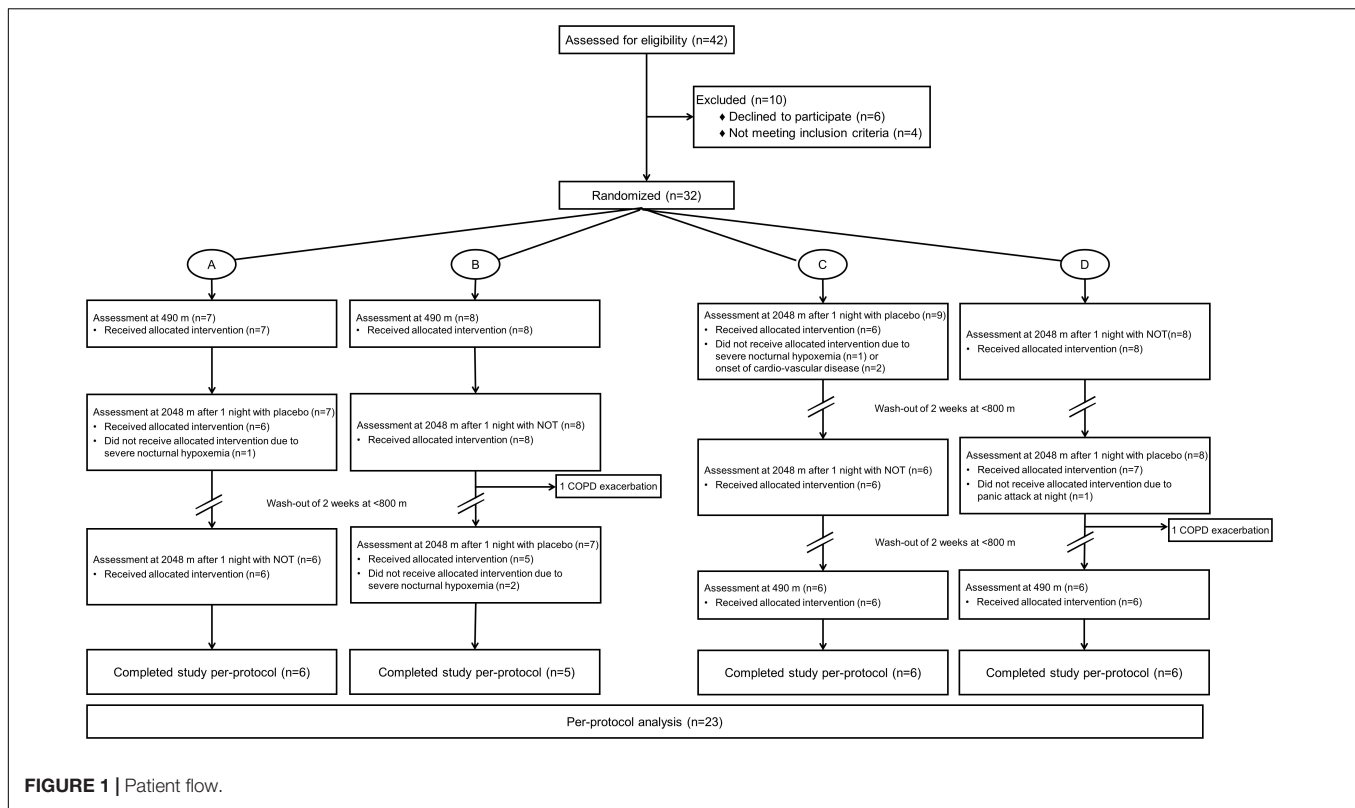 Assessed for eligibility (n=42)
Excluded (n=10)
♦ Declined to participate (n=6)
♦ Not meeting inclusion criteria (n=4)
Randomized (n=32)
A
B
C
D
Assessment at 490 m (n=7)
• Received allocated intervention (n=7)
Assessment at 490 m (n=8)
• Received allocated intervention (n=8)
Assessment at 2048 m after 1 night with placebo (n=9)
• Received allocated intervention (n=6)
• Did not receive allocated intervention due to
severe nocturnal hypoxemia (n=1) or
onset of cardio-vascular disease (n=2)
Assessment at 2048 m after 1 night with NOT(n=8)
• Received allocated intervention (n=8)
Assessment at 2048 m after 1 night with placebo (n=7)
• Received allocated intervention (n=6)
• Did not receive allocated intervention due to
severe nocturnal hypoxemia (n=1)
Assessment at 2048 m after 1 night with NOT (n=8)
• Received allocated intervention (n=8)
Wash-out of 2 weeks at <800 m
Assessment at 2048 m after 1 night with NOT (n=6)
• Received allocated intervention (n=6)
Assessment at 2048 m after 1 night with placebo (n=8)
• Received allocated intervention (n=7)
• Did not receive allocated intervention due to
panic attack at night (n=1)
1 COPD exacerbation
Wash-out of 2 weeks at <800 m
1 COPD exacerbation
Wash-out of 2 weeks at <800 m
Assessment at 2048 m after 1 night with NOT (n=6)
• Received allocated intervention (n=6)
Assessment at 2048 m after 1 night with placebo (n=7)
• Received allocated intervention (n=5)
• Did not receive allocated intervention due to
severe nocturnal hypoxemia (n=2)
Assessment at 490 m (n=6)
• Received allocated intervention (n=6)
Assessment at 490 m (n=6)
• Received allocated intervention (n=6)
Completed study per-protocol (n=6)
Completed study per-protocol (n=5)
Completed study per-protocol (n=6)
Completed study per-protocol (n=6)
Per-protocol analysis (n=23)
FIGURE 1 | Patient flow.